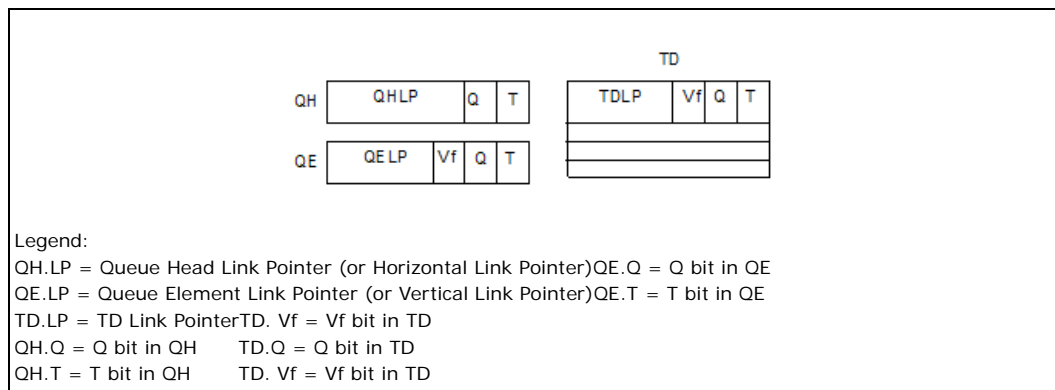 TD
QH QHLP Q T TDLP Vf Q T
QE QELP Vf Q T
Legend:
QH.LP = Queue Head Link Pointer (or Horizontal Link Pointer)QE.Q = Q bit in QE
QE.LP = Queue Element Link Pointer (or Vertical Link Pointer)QE.T = T bit in QE
TD.LP = TD Link PointerTD. Vf = Vf bit in TD
QH.Q = Q bit in QH TD.Q = Q bit in TD
QH.T = T bit in QH TD. Vf = Vf bit in TD